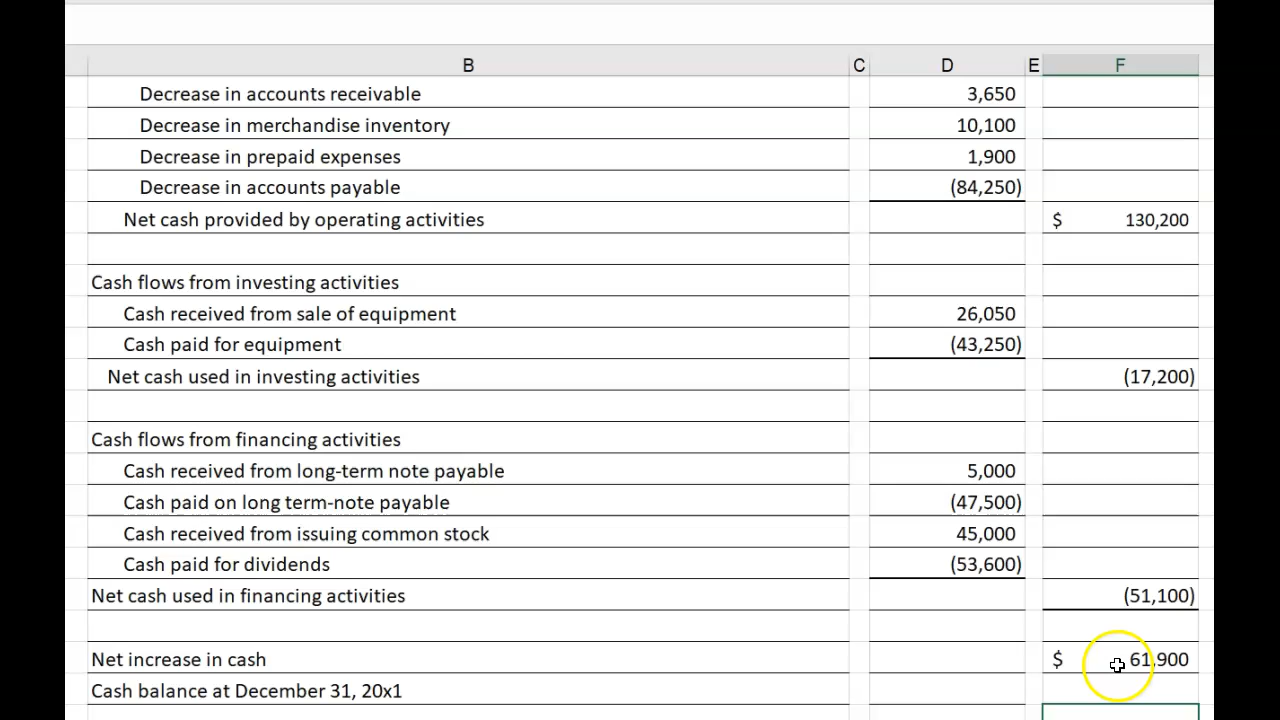 B C D E F
Decrease in accounts receivable 3,650
Decrease in merchandise inventory 10,100
Decrease in prepaid expenses 1,900
Decrease in accounts payable (84,250)
Net cash provided by operating activities $ 130,200
Cash flows from investing activities
Cash received from sale of equipment 26,050
Cash paid for equipment (43,250)
Net cash used in investing activities (17,200)
Cash flows from financing activities
Cash received from long-term note payable 5,000
Cash paid on long term-note payable (47,500)
Cash received from issuing common stock 45,000
Cash paid for dividends (53,600)
Net cash used in financing activities (51,100)
Net increase in cash $ 61,900
Cash balance at December 31, 20x1